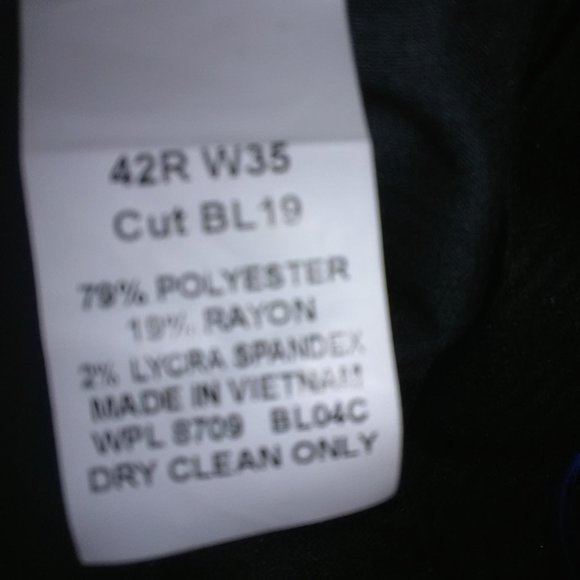 42R W35
Cut BL19
79% POLYESTER
19% RAYON
2% LYCRA SPANDEX
MADE IN VIETNAM
WPL 8709 BL04C
DRY CLEAN ONLY